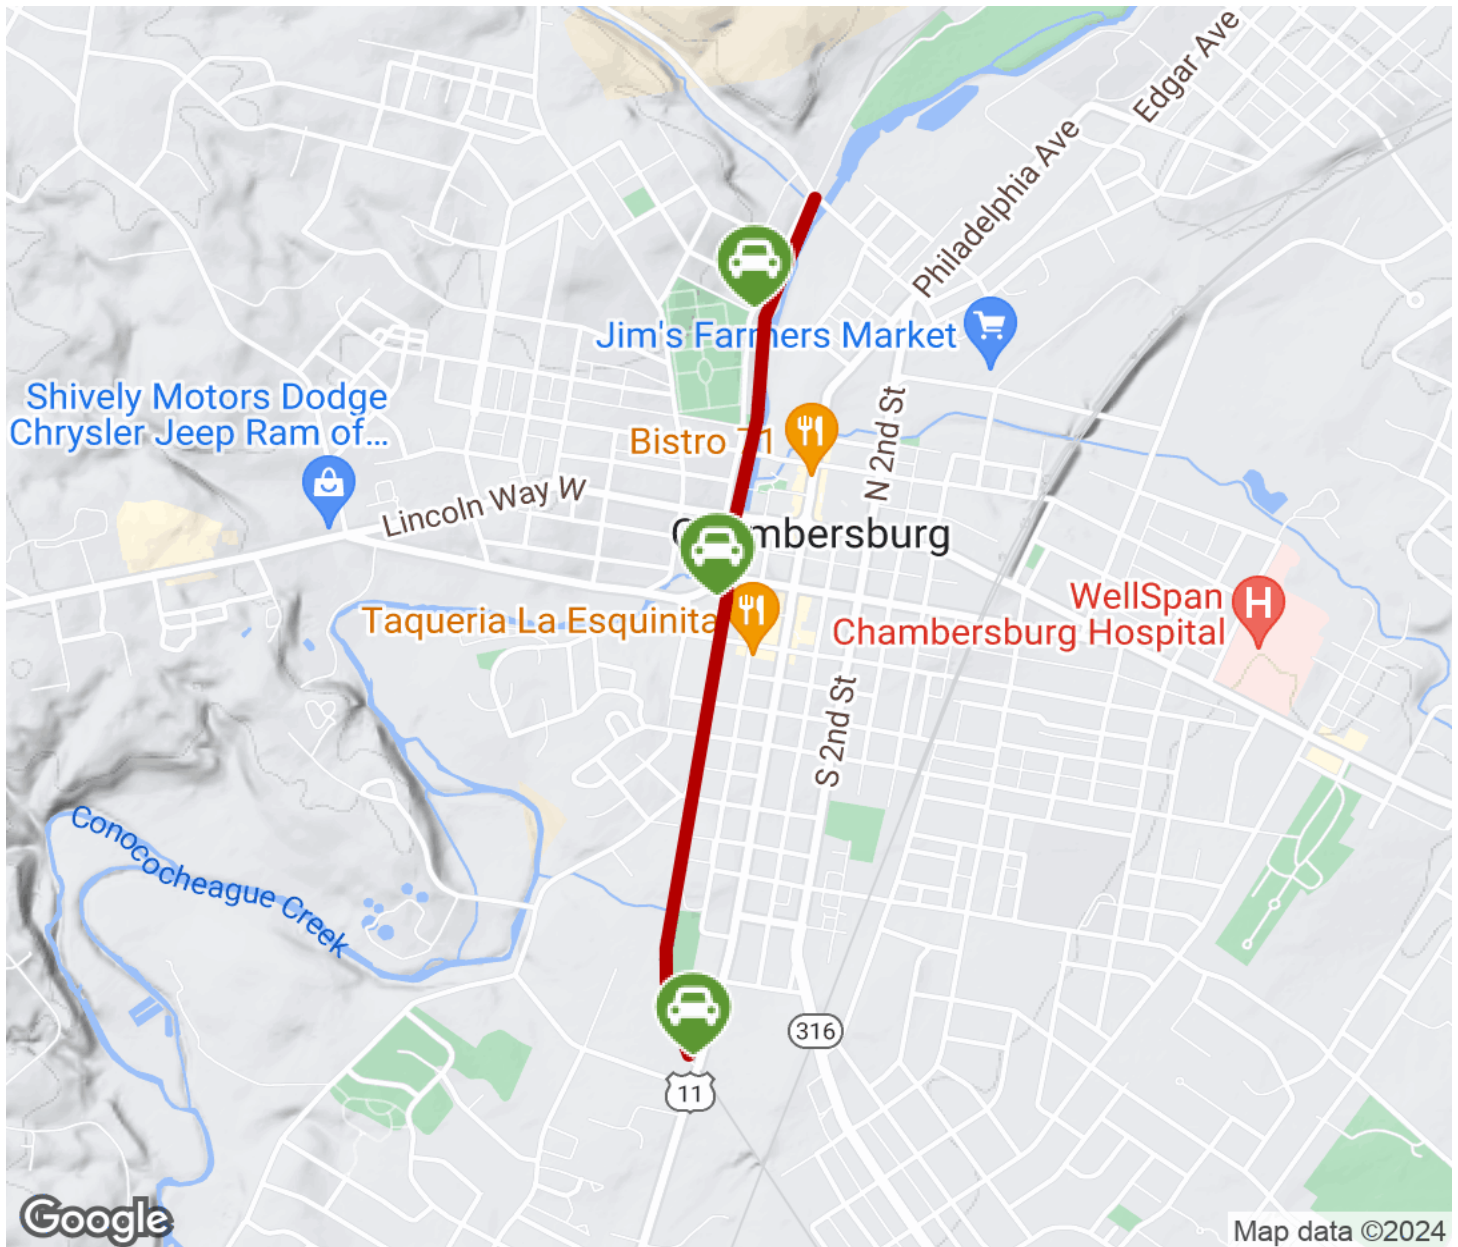 Edgar Ave
Philadelphia Ave
Jim's Farmers Market
Shively Motors Dodge
Chrysler Jeep Ram of...
Bistro 71
N 2nd St
Lincoln Way W
Chambersburg
WellSpan
Chambersburg Hospital
H
Taqueria La Esquinita
S 2nd St
Conococheague Creek
316
11
Google
Map data ©2024